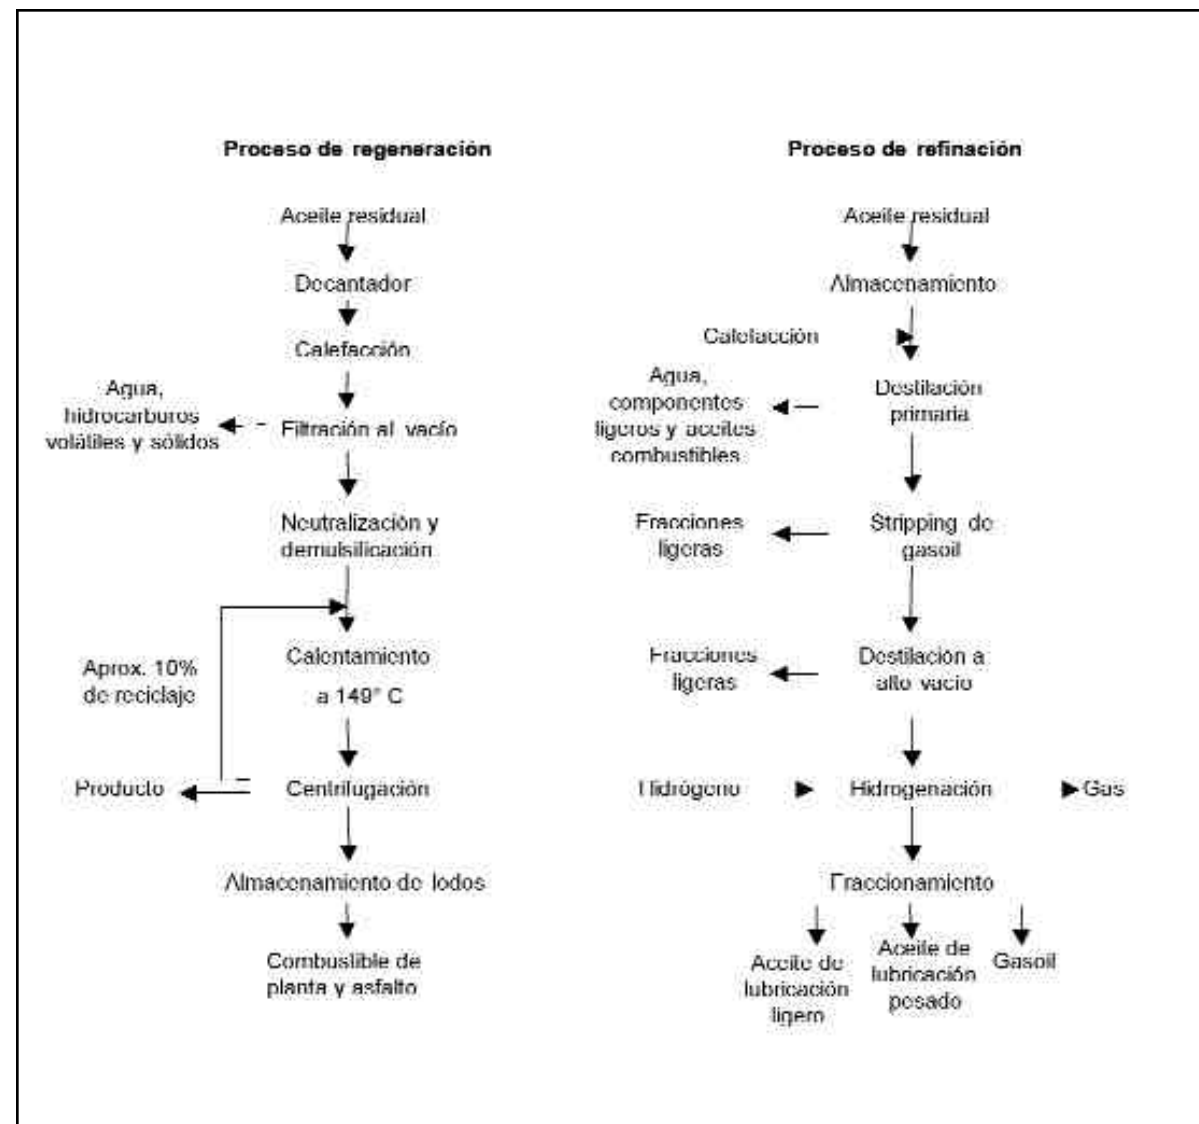 Proceso de regeneración
Aceite residual
Decantador
Calefacción
Agua,
hidrocarburos
volátiles y sólidos
Filtración al vacío
Neutralización y
demulsificación
Aprox. 10%
de reciclaje
Calentamiento
a 149° C
Producto
Centrifugación
Almacenamiento de lodos
Combustible de
planta y asfalto
Proceso de refinación
Aceite residual
Almacenamiento
Calefacción
Agua,
componentes
ligeros y aceites
combustibles
Destilación
primaria
Fracciones
ligeras
Stripping de
gasoil
Fracciones
ligeras
Destilación a
alto vacío
Hidrógeno
Hidrogenación
Gas
Fraccionamiento
Aceite de
lubricación
ligero
Aceite de
lubricación
pesado
Gasoil